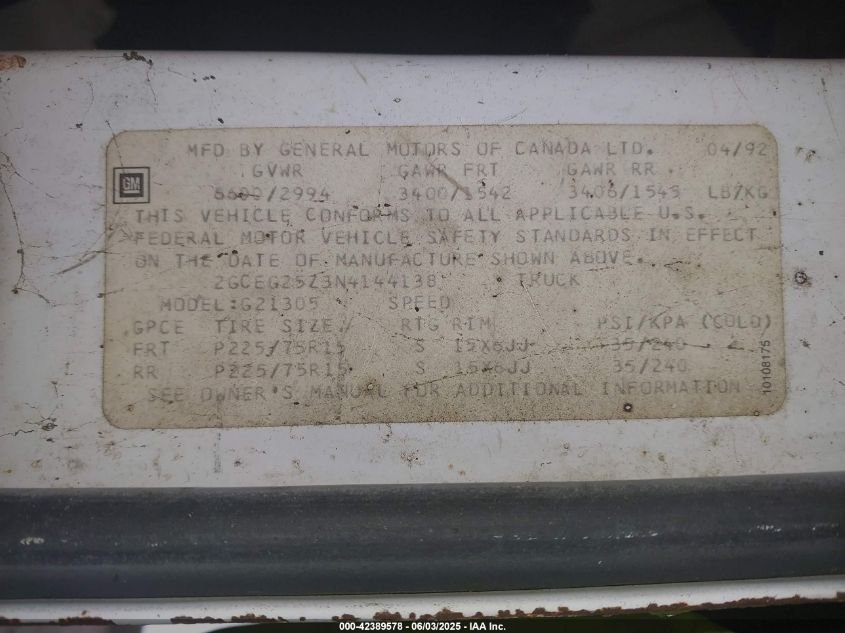 MFD BY GENERAL MOTORS OF CANADA LTD. 04/92
GVWR GAWR FRT GAWR RR
GM
6600/2994 3400/1542 3406/1545 LB/KG
THIS VEHICLE CONFORMS TO ALL APPLICABLE U.S.
FEDERAL MOTOR VEHICLE SAFETY STANDARDS IN EFFECT
ON THE DATE OF MANUFACTURE SHOWN ABOVE.
2GCEG25Z3N4144138 TRUCK
MODEL:G21305 SPEED
GPCE TIRE SIZE RTG RIM PSI/KPA (COLD)
FRT P225/75R15 S 15X6JJ 35/240
RR P225/75R15 S 15X6JJ 35/240
SEE OWNER'S MANUAL FOR ADDITIONAL INFORMATION
10108175
000-42389578 - 06/03/2025 - IAA Inc.